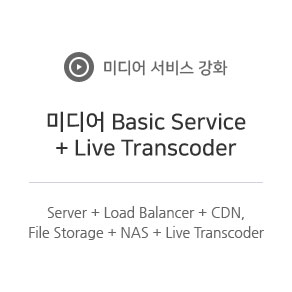 미디어 서비스 강화
미디어 Basic Service
+ Live Transcoder
Server + Load Balancer + CDN,
File Storage + NAS + Live Transcoder